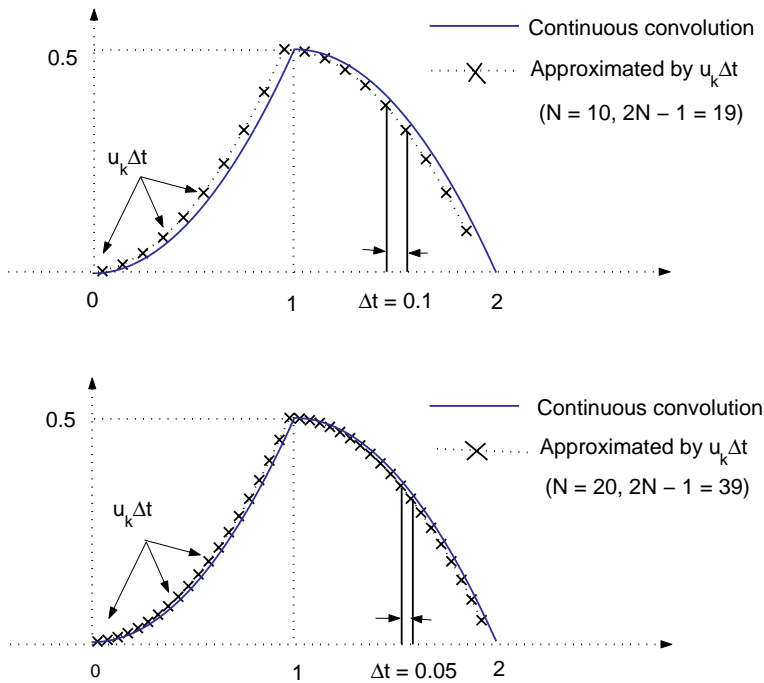 Continuous convolution
0.5
Approximated by u_kΔt
(N = 10, 2N − 1 = 19)
u_kΔt
0
1
Δt = 0.1
2
Continuous convolution
0.5
Approximated by u_kΔt
(N = 20, 2N − 1 = 39)
u_kΔt
0
1
Δt = 0.05
2